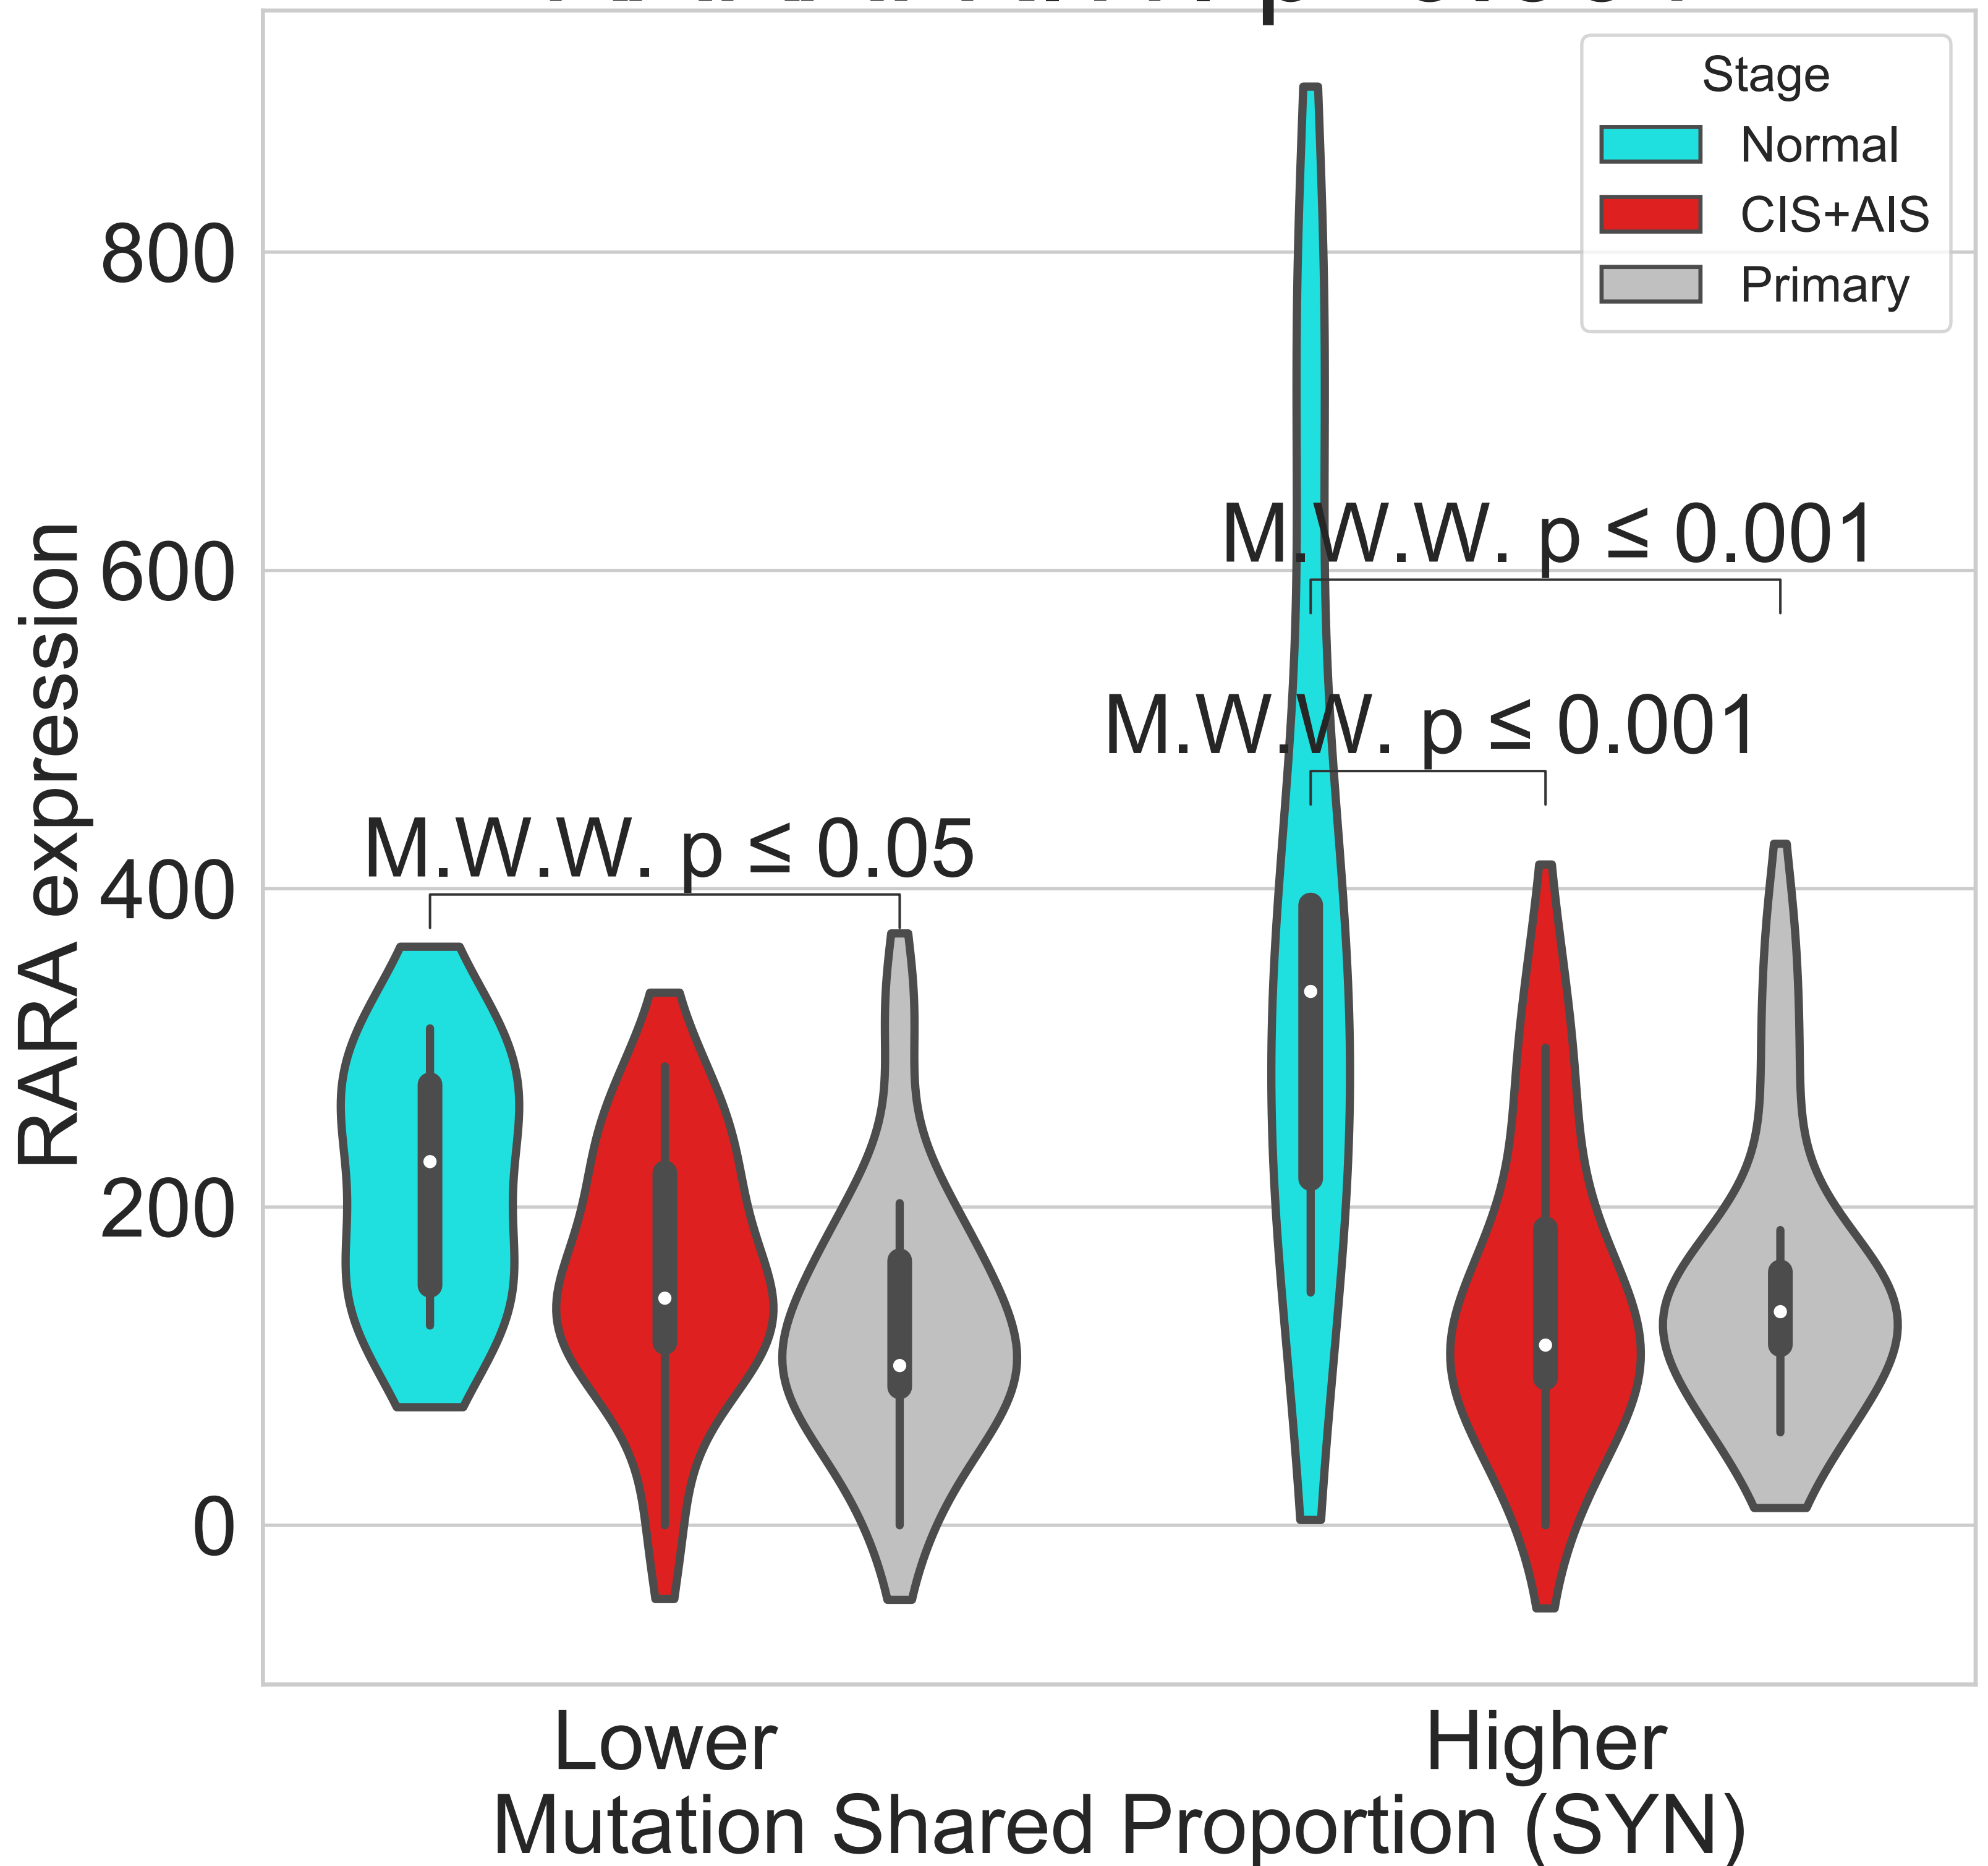 Stage
Normal
CIS+AIS
Primary
800
600
400
200
0
RARA expression
M.W.W. p ≤ 0.001
M.W.W. p ≤ 0.001
M.W.W. p ≤ 0.05
Lower
Higher
Mutation Shared Proportion (SYN)